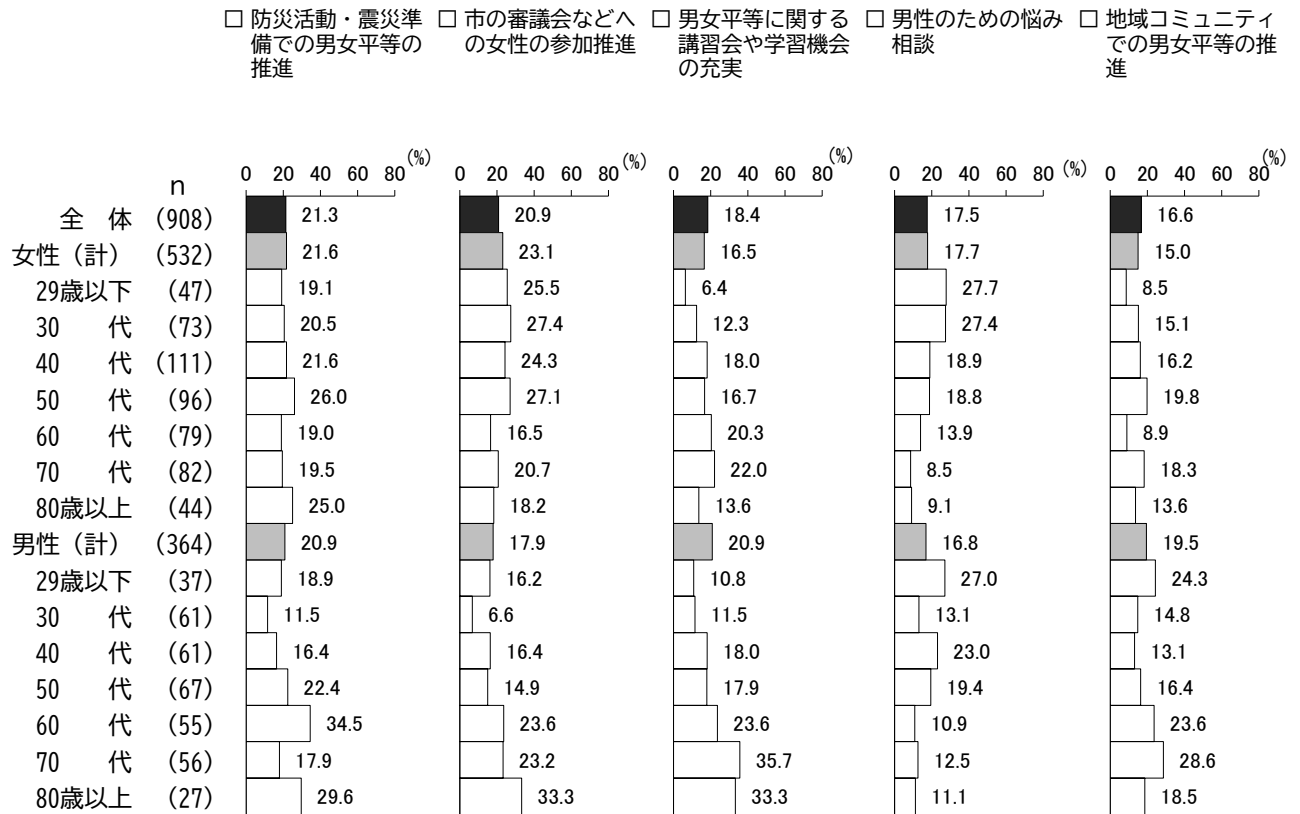 □ 防災活動・震災準備での男女平等の推進
□ 市の審議会などへの女性の参加推進
□ 男女平等に関する講習会や学習機会の充実
□ 男性のための悩み相談
□ 地域コミュニティでの男女平等の推進
0 20 40 60 80 (%) 0 20 40 60 80 (%) 0 20 40 60 80 (%) 0 20 40 60 80 (%) 0 20 40 60 80 (%)
n
全 体 (908) 21.3 20.9 18.4 17.5 16.6
女性（計） (532) 21.6 23.1 16.5 17.7 15.0
29歳以下 (47) 19.1 25.5 6.4 27.7 8.5
30 代 (73) 20.5 27.4 12.3 27.4 15.1
40 代 (111) 21.6 24.3 18.0 18.9 16.2
50 代 (96) 26.0 27.1 16.7 18.8 19.8
60 代 (79) 19.0 16.5 20.3 13.9 8.9
70 代 (82) 19.5 20.7 22.0 8.5 18.3
80歳以上 (44) 25.0 18.2 13.6 9.1 13.6
男性（計） (364) 20.9 17.9 20.9 16.8 19.5
29歳以下 (37) 18.9 16.2 10.8 27.0 24.3
30 代 (61) 11.5 6.6 11.5 13.1 14.8
40 代 (61) 16.4 16.4 18.0 23.0 13.1
50 代 (67) 22.4 14.9 17.9 19.4 16.4
60 代 (55) 34.5 23.6 23.6 10.9 23.6
70 代 (56) 17.9 23.2 35.7 12.5 28.6
80歳以上 (27) 29.6 33.3 33.3 11.1 18.5